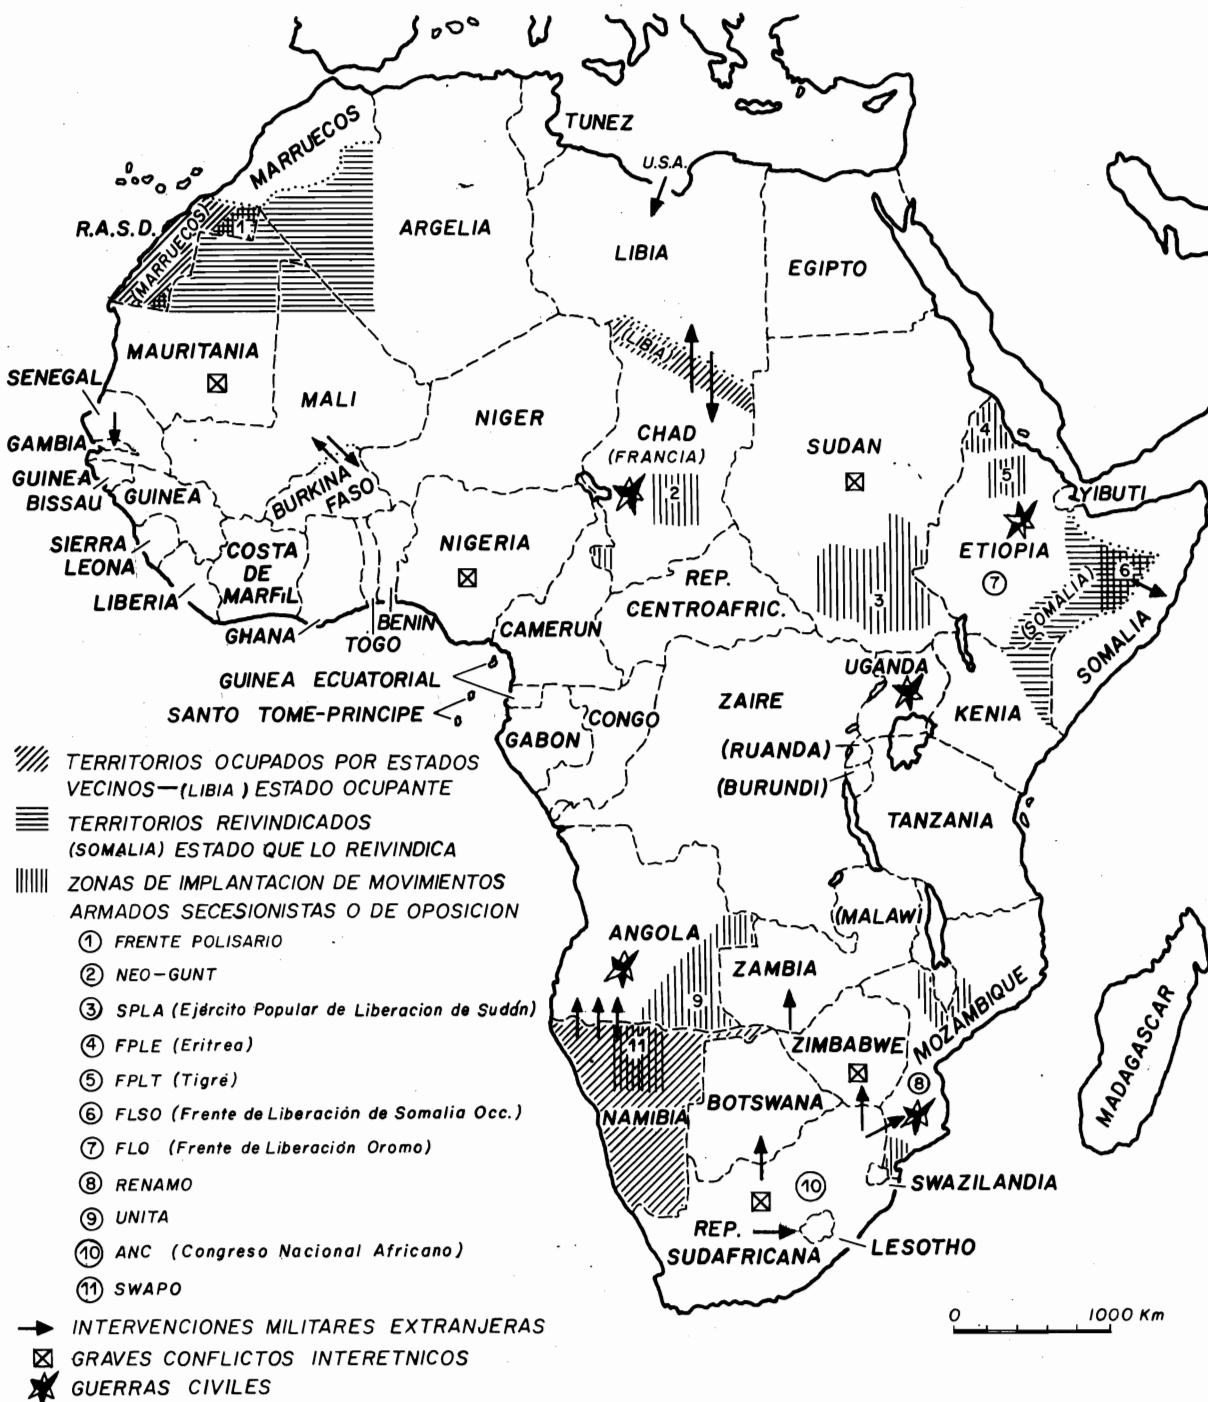 TUNEZ
MARRUECOS
U.S.A.
R.A.S.D.
(MARRUECOS)
1
ARGELIA
LIBIA
EGIPTO
(LIBIA)
MAURITANIA
SENEGAL
MALI
NIGER
CHAD
(FRANCIA)
SUDAN
4
GAMBIA
GUINEA
BISSAU
GUINEA
BURKINA
FASO
2
5
YIBUTI
SIERRA
LEONA
COSTA
DE
MARFIL
NIGERIA
ETIOPIA
7
6
(SOMALIA)
SOMALIA
LIBERIA
REP.
CENTROAFRIC.
3
GHANA
TOGO
BENIN
CAMERUN
GUINEA ECUATORIAL
SANTO TOME-PRINCIPE
GABON
CONGO
ZAIRE
UGANDA
KENIA
(RUANDA)
(BURUNDI)
TANZANIA
ANGOLA
(MALAWI
ZAMBIA
9
MOZAMBIQUE
MADAGASCAR
11
ZIMBABWE
8
NAMIBIA
BOTSWANA
10
SWAZILANDIA
REP.
SUDAFRICANA
LESOTHO
TERRITORIOS OCUPADOS POR ESTADOS
VECINOS—(LIBIA) ESTADO OCUPANTE
TERRITORIOS REIVINDICADOS
(SOMALIA) ESTADO QUE LO REIVINDICA
ZONAS DE IMPLANTACION DE MOVIMIENTOS
ARMADOS SECESIONISTAS O DE OPOSICION
1 FRENTE POLISARIO
2 NEO-GUNT
3 SPLA (Ejército Popular de Liberacion de Sudán)
4 FPLE (Eritrea)
5 FPLT (Tigré)
6 FLSO (Frente de Liberación de Somalia Occ.)
7 FLO (Frente de Liberación Oromo)
8 RENAMO
9 UNITA
10 ANC (Congreso Nacional Africano)
11 SWAPO
INTERVENCIONES MILITARES EXTRANJERAS
GRAVES CONFLICTOS INTERETNICOS
GUERRAS CIVILES
0 1000 Km